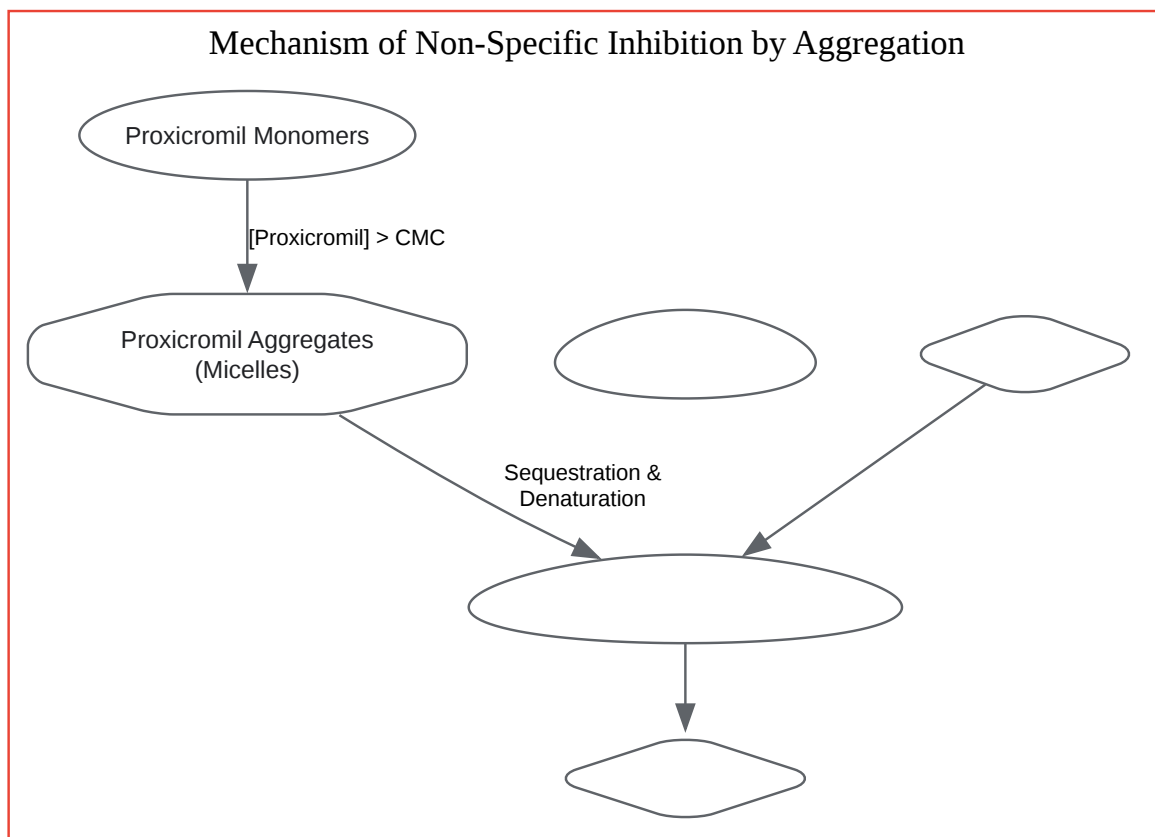 Mechanism of Non-Specific Inhibition by Aggregation
Proxicromil Monomers
[Proxicromil] > CMC
Proxicromil Aggregates
(Micelles)
Sequestration &
Denaturation